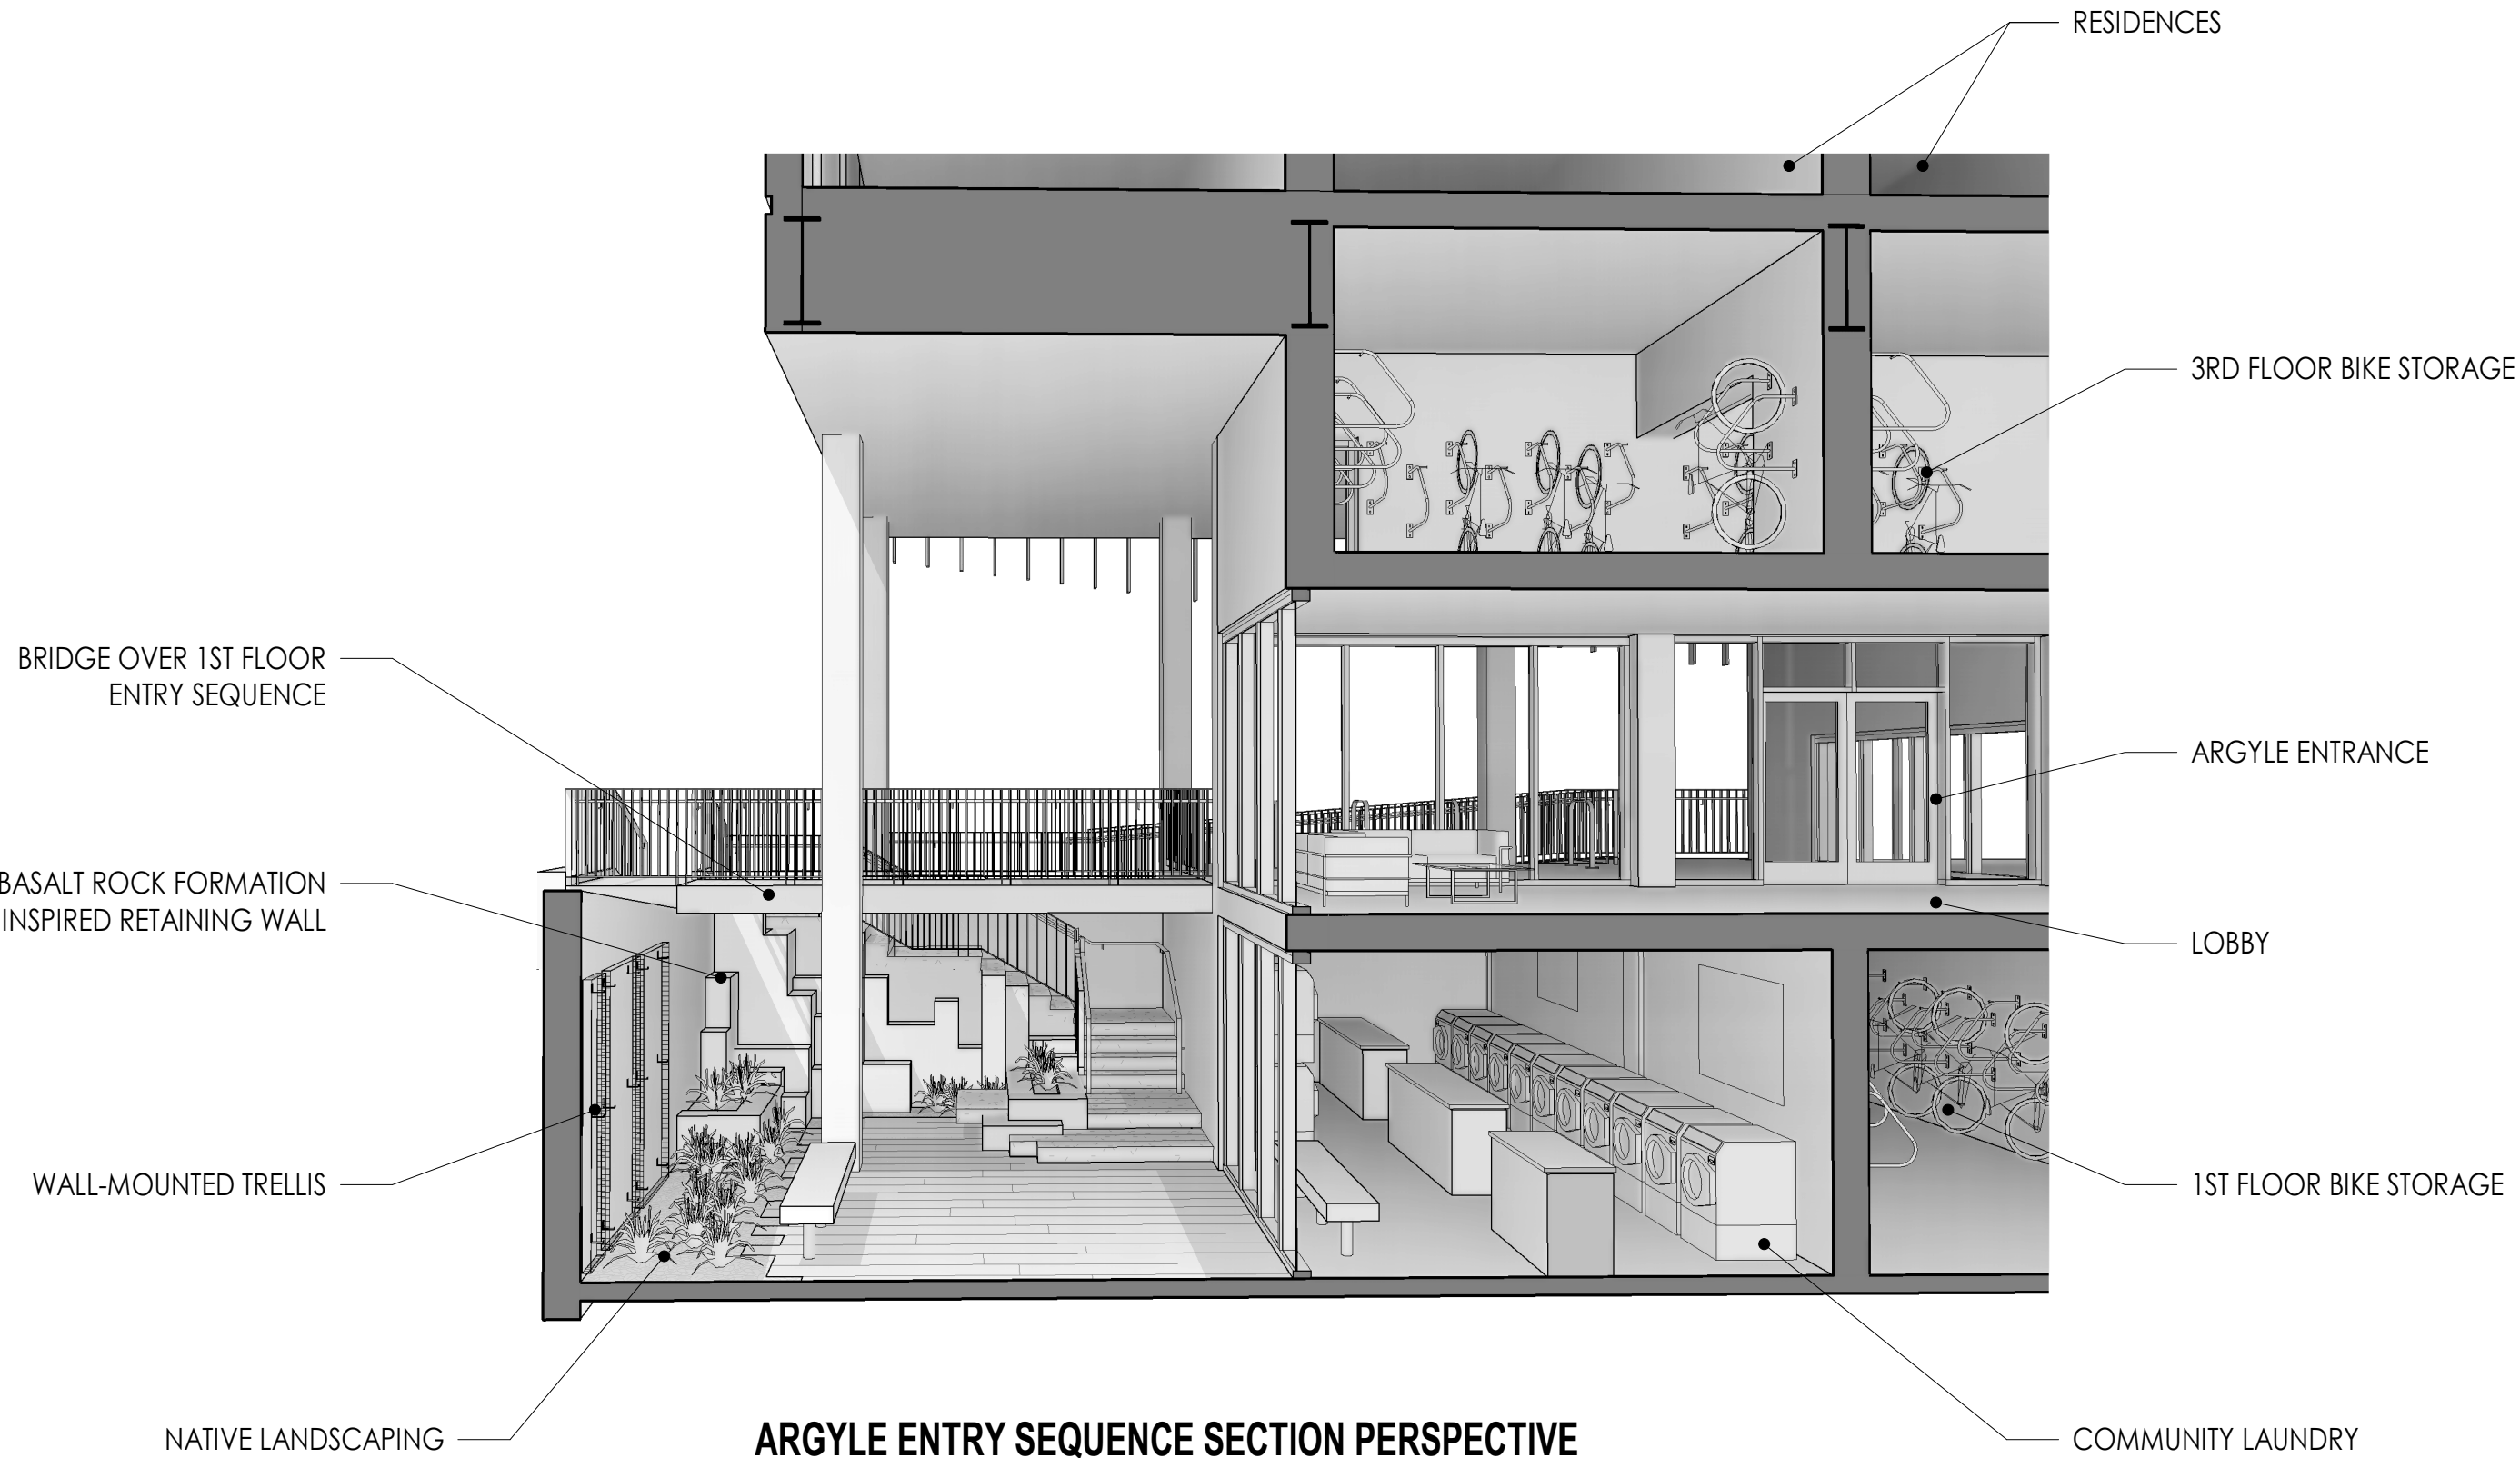 RESIDENCES
3RD FLOOR BIKE STORAGE
BRIDGE OVER 1ST FLOOR
ENTRY SEQUENCE
ARGYLE ENTRANCE
BASALT ROCK FORMATION
INSPIRED RETAINING WALL
LOBBY
WALL-MOUNTED TRELLIS
1ST FLOOR BIKE STORAGE
NATIVE LANDSCAPING
ARGYLE ENTRY SEQUENCE SECTION PERSPECTIVE
COMMUNITY LAUNDRY